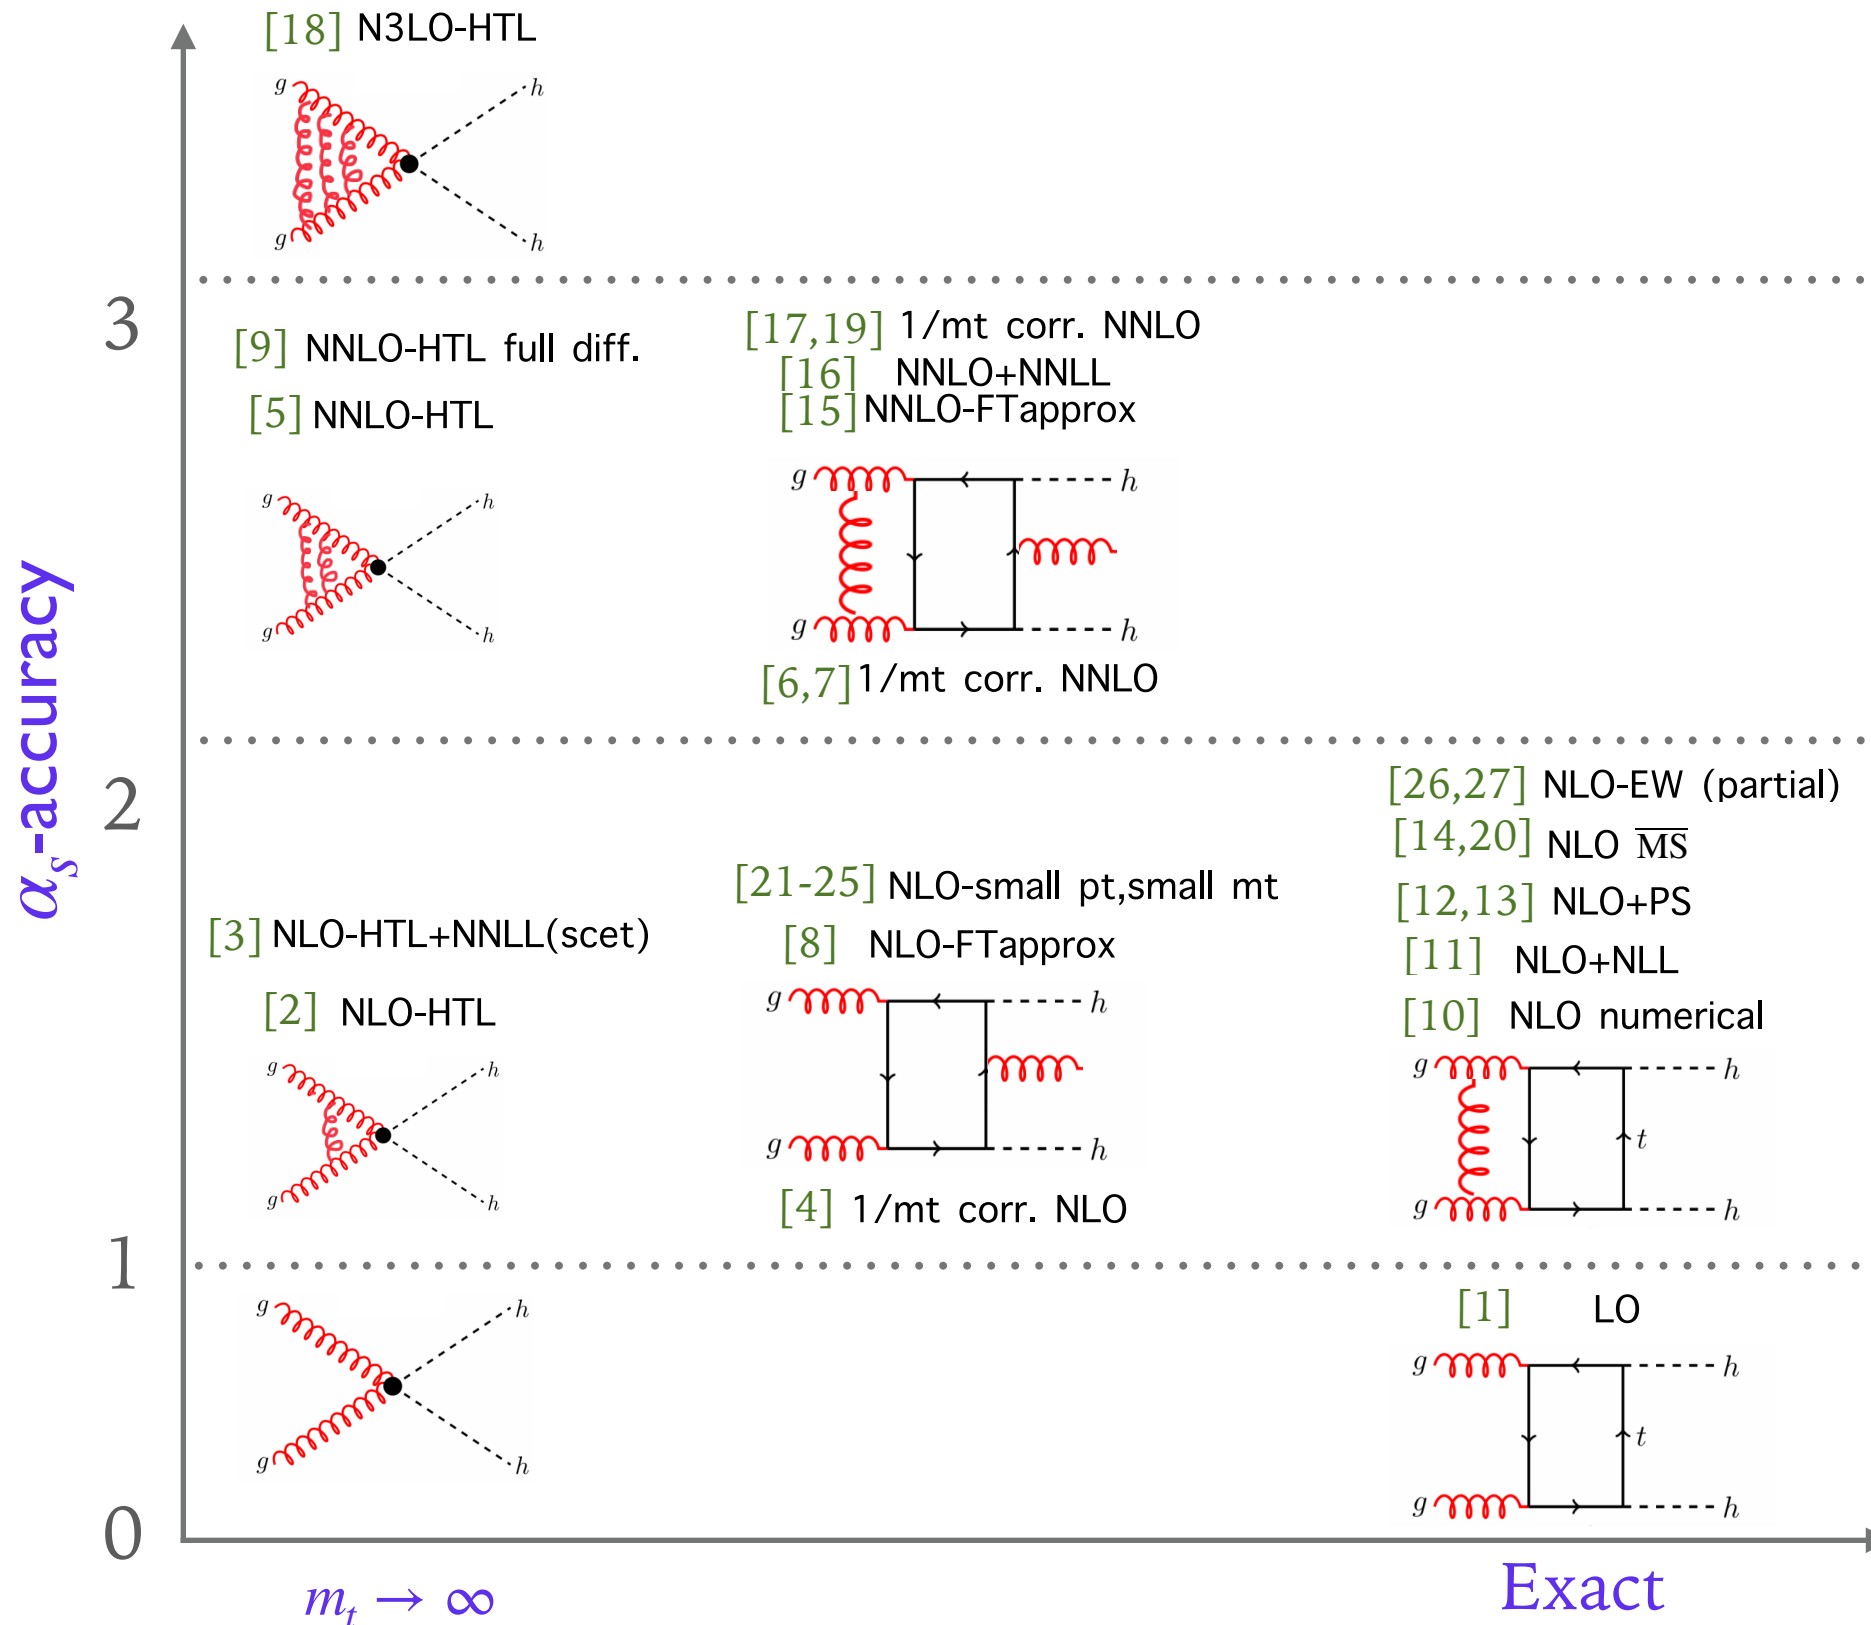 [18] N3LO-HTL
g
h
g
h
3
[9] NNLO-HTL full diff.
[5] NNLO-HTL
g
h
g
h
[17,19] 1/mt corr. NNLO
[16] NNLO+NNLL
[15] NNLO-FTapprox
g
h
g
h
[6,7] 1/mt corr. NNLO
αs-accuracy
2
[3] NLO-HTL+NNLL(scet)
[2] NLO-HTL
g
h
g
h
[21-25] NLO-small pt,small mt
[8] NLO-FTapprox
g
h
g
h
[4] 1/mt corr. NLO
[26,27] NLO-EW (partial)
[14,20] NLO M̅S̅
[12,13] NLO+PS
[11] NLO+NLL
[10] NLO numerical
g
h
t
g
h
1
g
h
g
h
[1] LO
g
h
t
g
h
0
mt → ∞
Exact